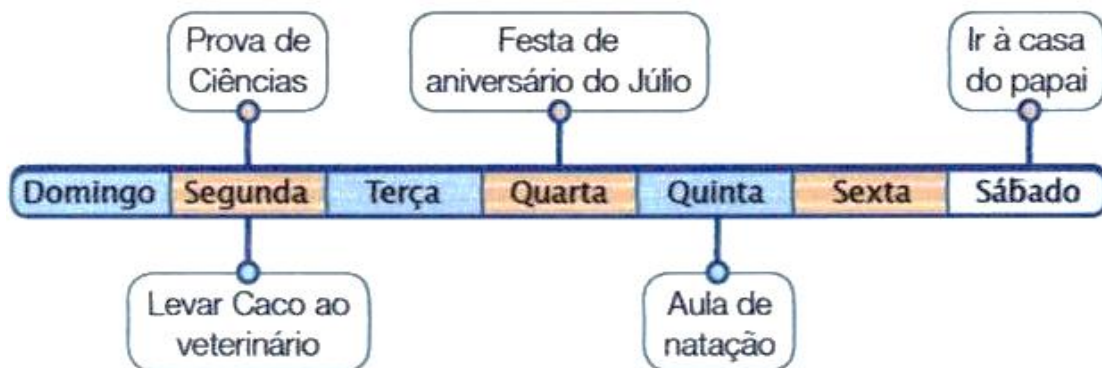 Prova de
Ciências
Festa de
aniversário do Júlio
Ir à casa
do papai
Domingo Segunda Terça Quarta Quinta Sexta Sábado
Levar Caco ao
veterinário
Aula de
natação